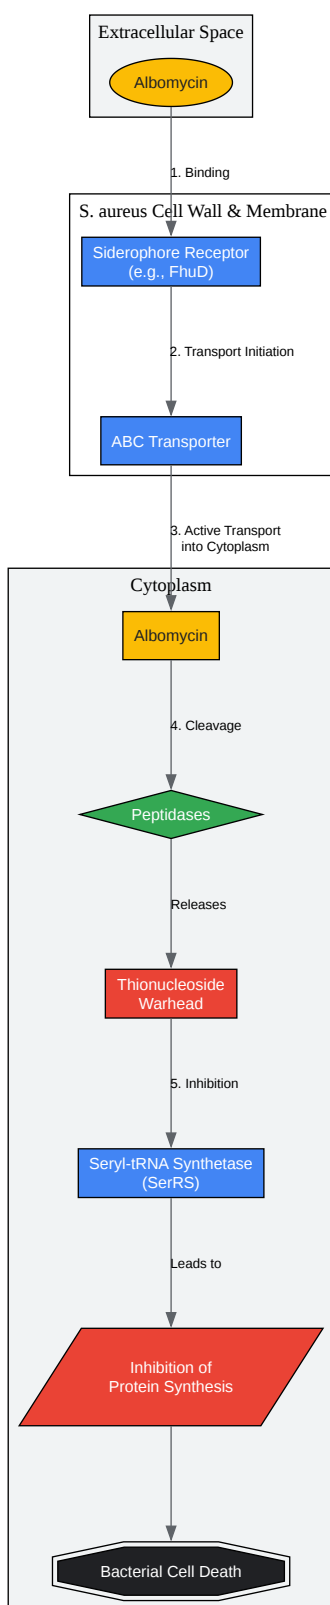 Extracellular Space
Albomycin
1. Binding
S. aureus Cell Wall & Membrane
Siderophore Receptor
(e.g., FhuD)
2. Transport Initiation
ABC Transporter
3. Active Transport
into Cytoplasm
Cytoplasm
Albomycin
4. Cleavage
Peptidases
Releases
Thionucleoside
Warhead
5. Inhibition
Seryl-tRNA Synthetase
(SerRS)
Leads to
Inhibition of
Protein Synthesis
Bacterial Cell Death